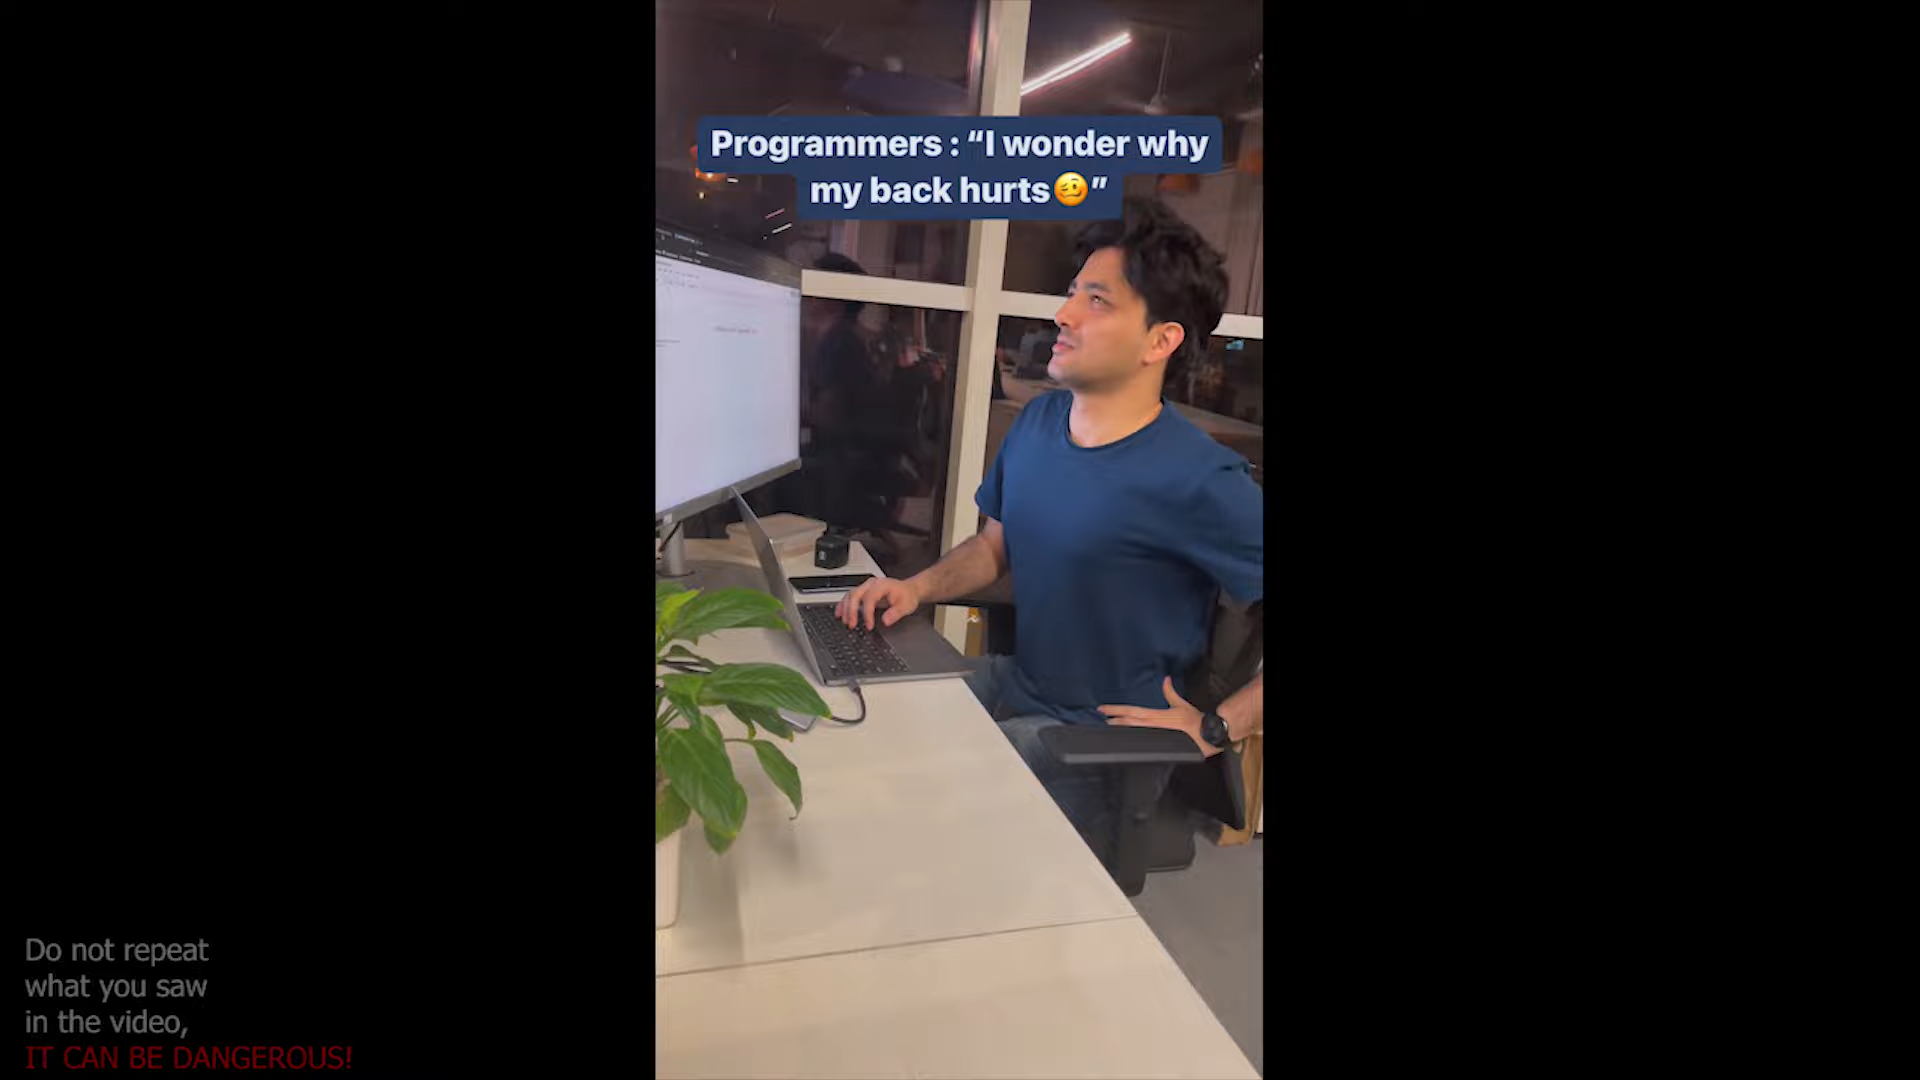 Programmers : “I wonder why
my back hurts🥴”
Do not repeat
what you saw
in the video,
IT CAN BE DANGEROUS!